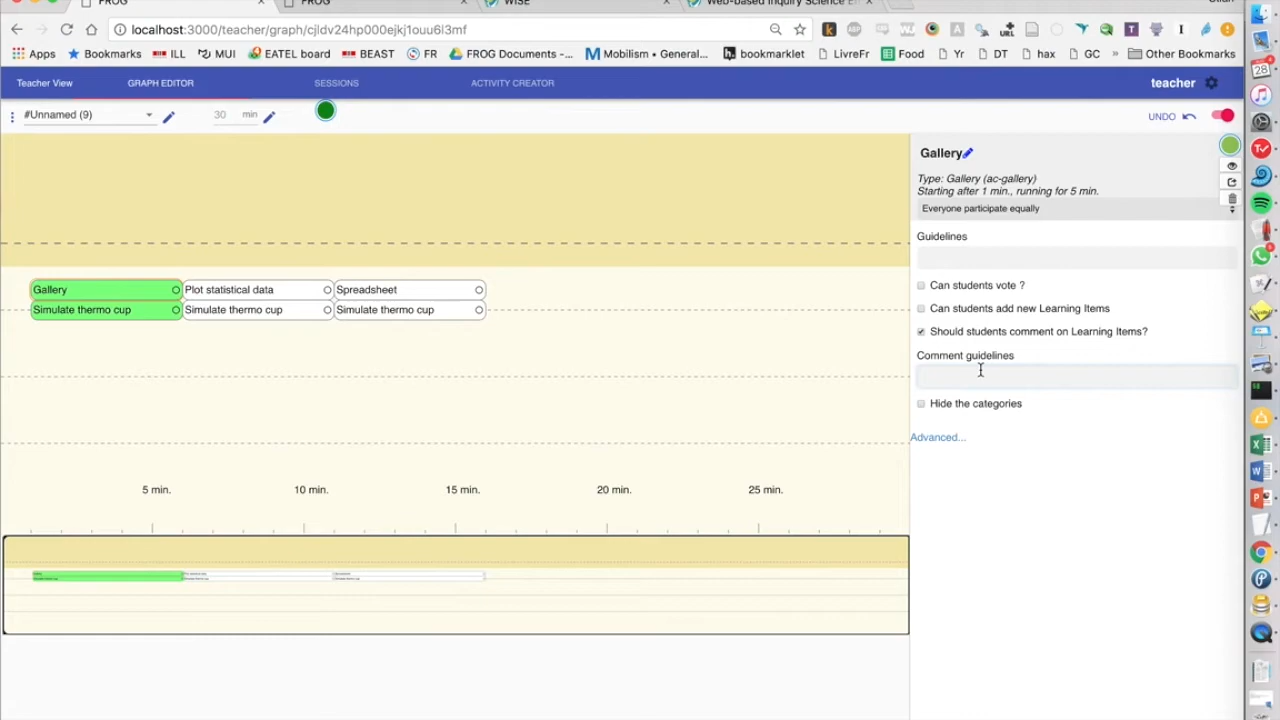 FROG
FROG
WISE
Web-based Inquiry Science En
localhost:3000/teacher/graph/cjldv24hp000ejkj1ouu6l3mf
Apps Bookmarks ILL MUI EATEL board BEAST FR FROG Documents -... Mobilism • General... bookmarklet LivreFr Food Yr DT hax GC » Other Bookmarks
Teacher View GRAPH EDITOR SESSIONS ACTIVITY CREATOR teacher
#Unnamed (9) 30 min UNDO
Gallery
Type: Gallery (ac-gallery)
Starting after 1 min., running for 5 min.
Everyone participate equally
Guidelines
Can students vote ?
Can students add new Learning Items
Should students comment on Learning Items?
Comment guidelines
Hide the categories
Advanced...
Gallery Plot statistical data Spreadsheet
Simulate thermo cup Simulate thermo cup Simulate thermo cup
5 min. 10 min. 15 min. 20 min. 25 min.